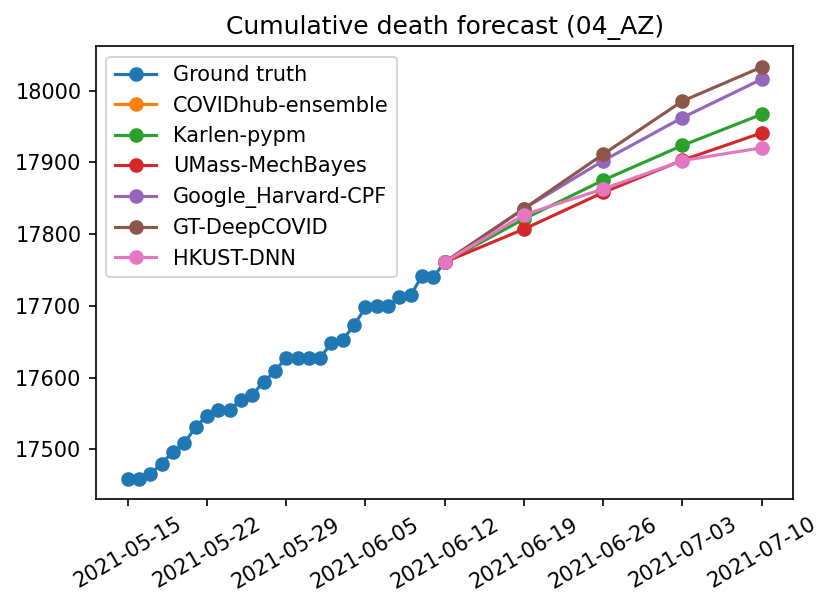 Cumulative death forecast (04_AZ)
Ground truth
COVIDhub-ensemble
Karlen-pypm
UMass-MechBayes
Google_Harvard-CPF
GT-DeepCOVID
HKUST-DNN
18000
17900
17800
17700
17600
17500
2021-05-15
2021-05-22
2021-05-29
2021-06-05
2021-06-12
2021-06-19
2021-06-26
2021-07-03
2021-07-10